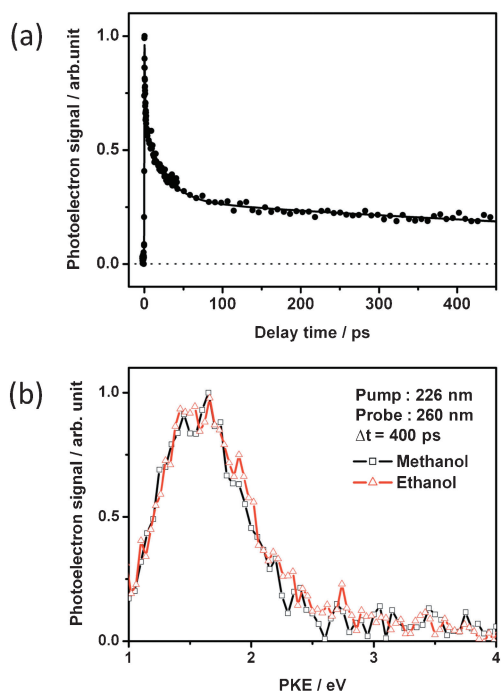 (a)
Photoelectron signal / arb.unit
1.0
0.5
0.0
0 100 200 300 400
Delay time / ps
(b)
Photoelectron signal / arb. unit
1.0
0.5
0.0
Pump : 226 nm
Probe : 260 nm
Δt = 400 ps
Methanol
Ethanol
1 2 3 4
PKE / eV